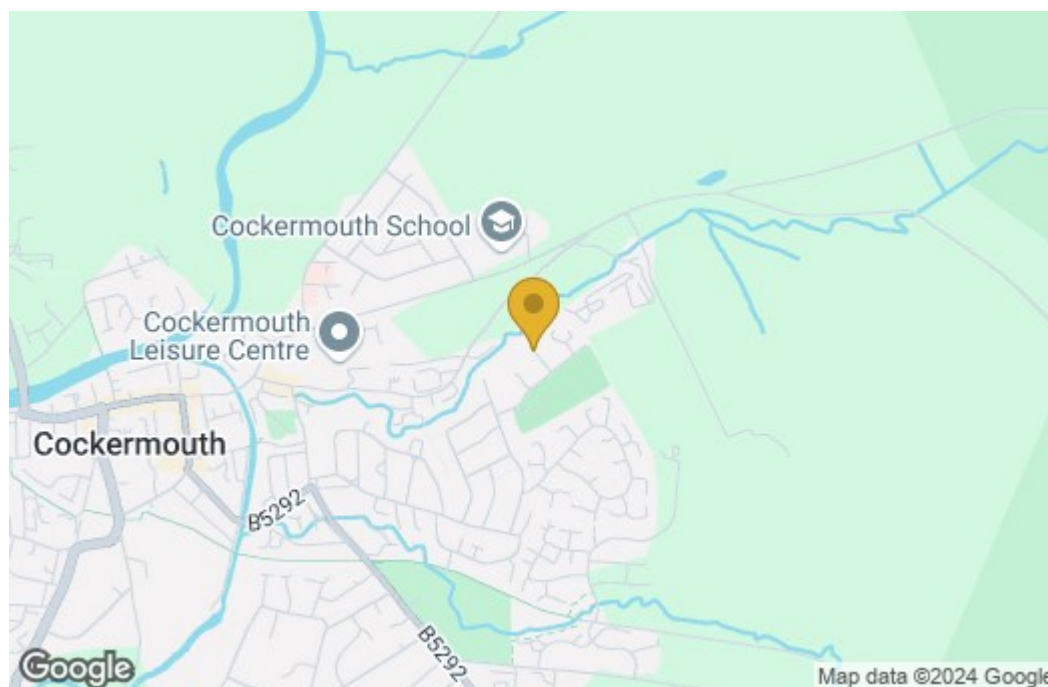 Cockermouth School
Cockermouth
Leisure Centre
Cockermouth
B5292
B5292
Google
Map data ©2024 Google